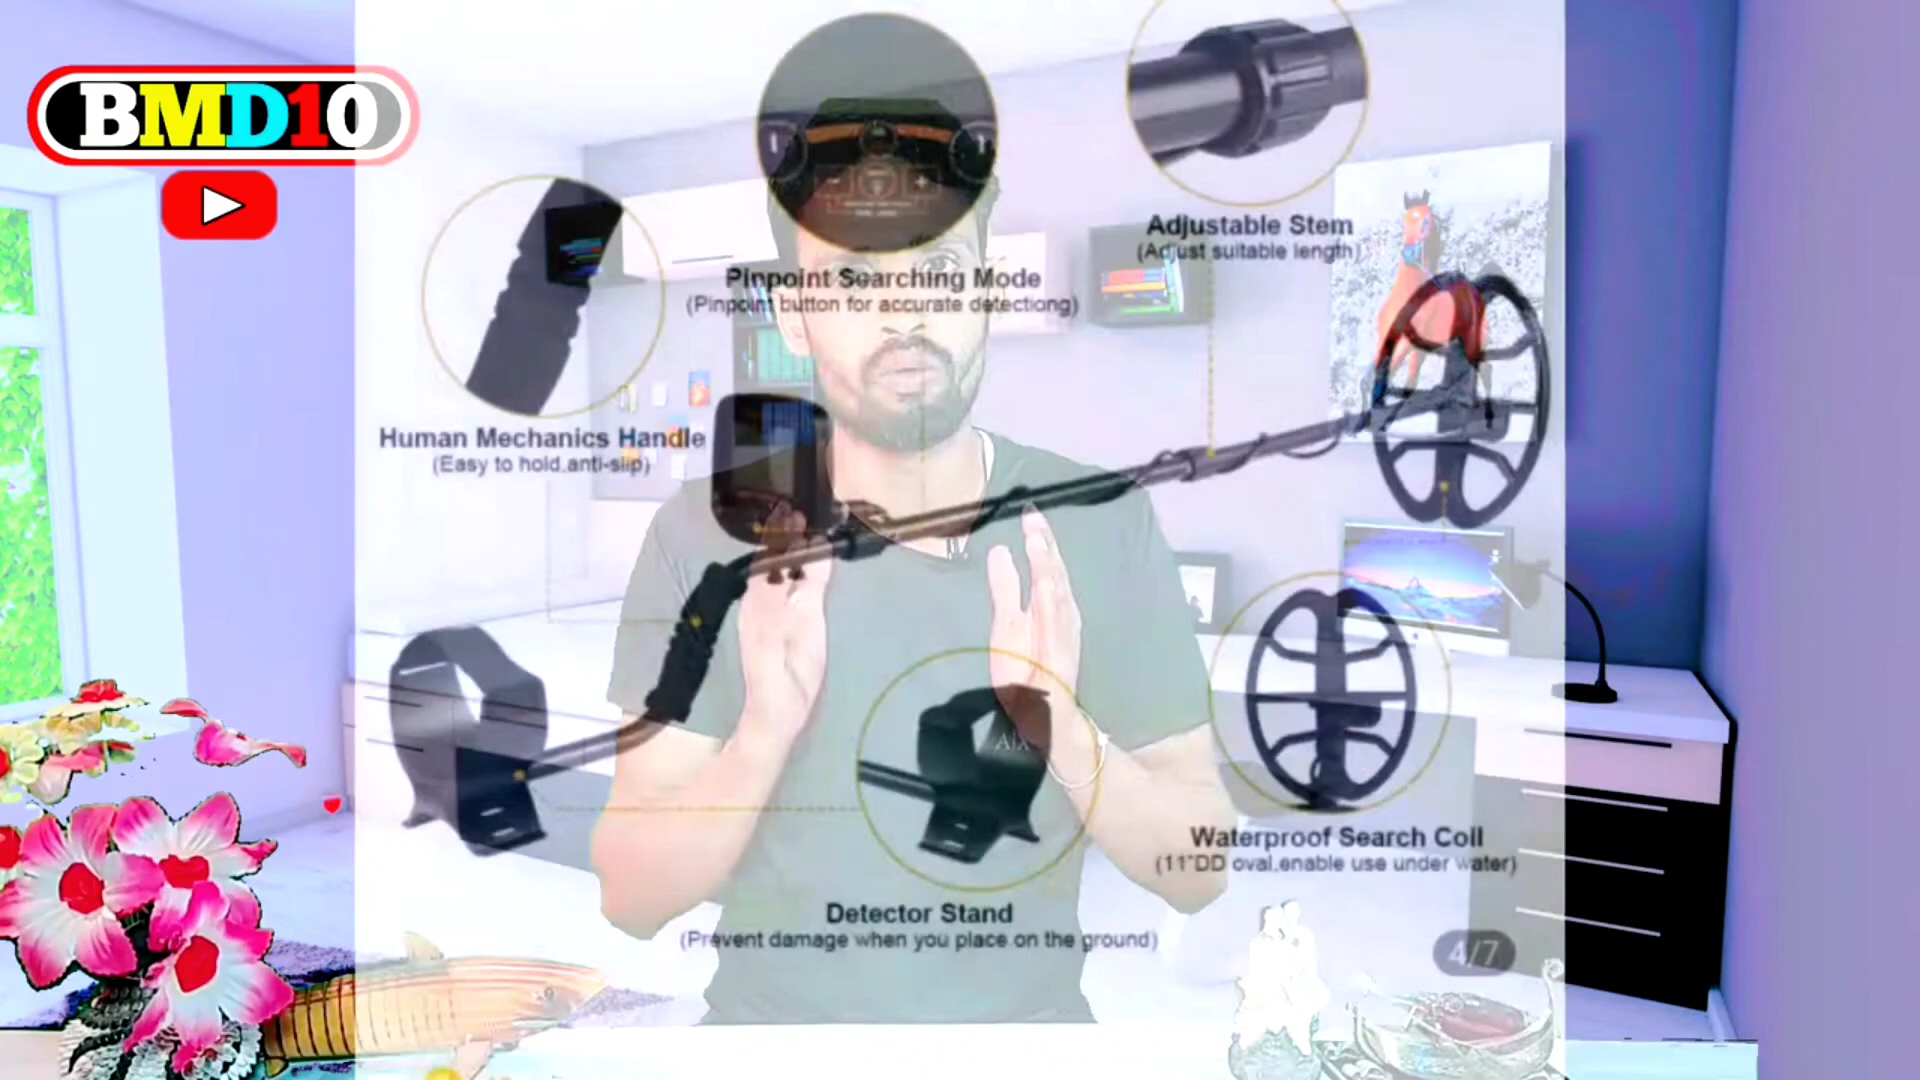 BMD10
Adjustable Stem
(Adjust suitable length)
Pinpoint Searching Mode
(Pinpoint button for accurate detectiong)
Human Mechanics Handle
(Easy to hold,anti-slip)
A|X
Waterproof Search Coil
(11"DD oval,enable use under water)
Detector Stand
(Prevent damage when you place on the ground)
4/7